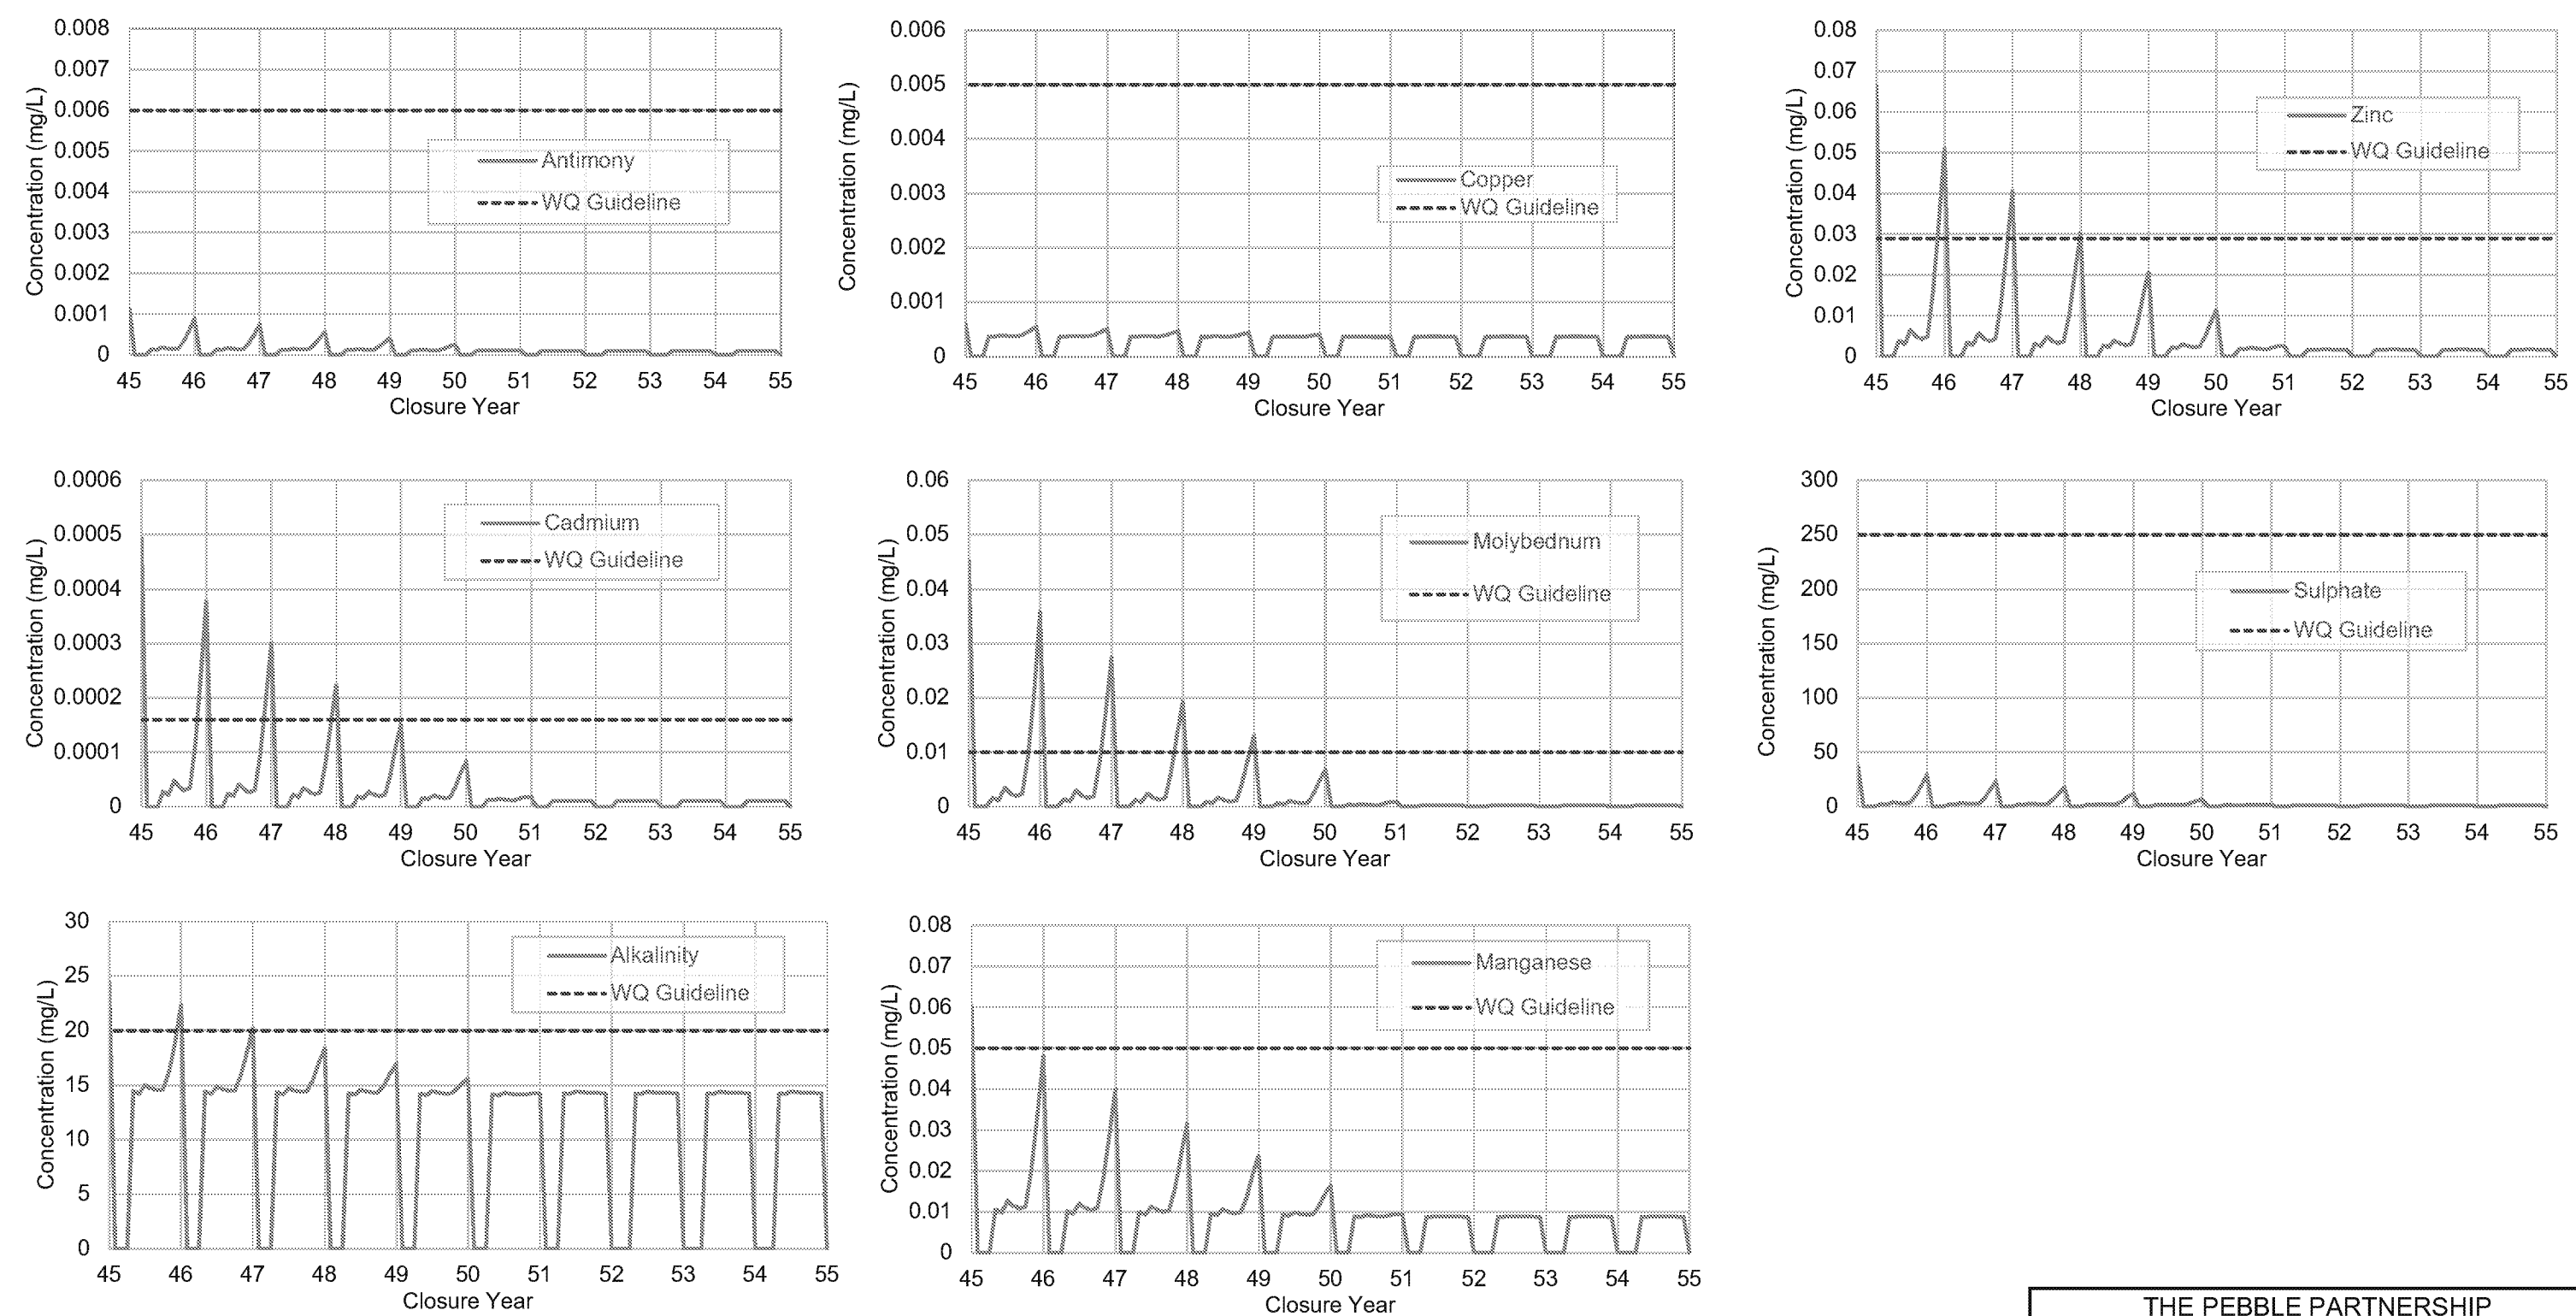 0.008
0.007
0.006
0.005
0.004
0.003
0.002
0.001
0
Concentration (mg/L)
Antimony
WQ Guideline
45 46 47 48 49 50 51 52 53 54 55
Closure Year
0.006
0.005
0.004
0.003
0.002
0.001
0
Concentration (mg/L)
Copper
WQ Guideline
45 46 47 48 49 50 51 52 53 54 55
Closure Year
0.08
0.07
0.06
0.05
0.04
0.03
0.02
0.01
0
Concentration (mg/L)
Zinc
WQ Guideline
45 46 47 48 49 50 51 52 53 54 55
Closure Year
0.0006
0.0005
0.0004
0.0003
0.0002
0.0001
0
Concentration (mg/L)
Cadmium
WQ Guideline
45 46 47 48 49 50 51 52 53 54 55
Closure Year
0.06
0.05
0.04
0.03
0.02
0.01
0
Concentration (mg/L)
Molybednum
WQ Guideline
45 46 47 48 49 50 51 52 53 54 55
Closure Year
300
250
200
150
100
50
0
Concentration (mg/L)
Sulphate
WQ Guideline
45 46 47 48 49 50 51 52 53 54 55
Closure Year
30
25
20
15
10
5
0
Concentration (mg/L)
Alkalinity
WQ Guideline
45 46 47 48 49 50 51 52 53 54 55
Closure Year
0.08
0.07
0.06
0.05
0.04
0.03
0.02
0.01
0
Concentration (mg/L)
Manganese
WQ Guideline
45 46 47 48 49 50 51 52 53 54 55
Closure Year
THE PEBBLE PARTNERSHIP